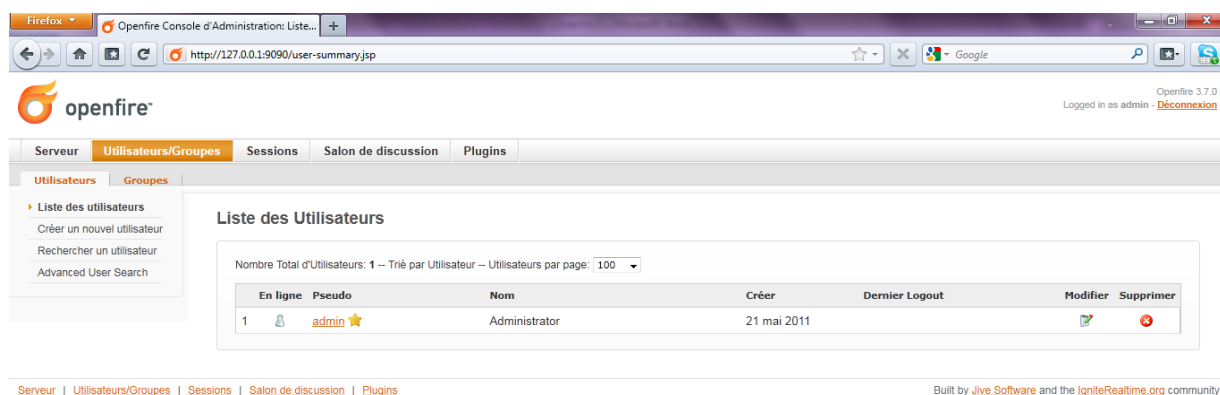 Firefox
Openfire Console d'Administration: Liste...
http://127.0.0.1:9090/user-summary.jsp
Google
openfire™
Openfire 3.7.0
Logged in as admin - Déconnexion
Serveur Utilisateurs/Groupes Sessions Salon de discussion Plugins
Utilisateurs Groupes
Liste des utilisateurs
Créer un nouvel utilisateur
Rechercher un utilisateur
Advanced User Search
Liste des Utilisateurs
Nombre Total d'Utilisateurs: 1 -- Trié par Utilisateur -- Utilisateurs par page: 100
En ligne Pseudo Nom Créer Dernier Logout Modifier Supprimer
1 admin Administrator 21 mai 2011
Serveur | Utilisateurs/Groupes | Sessions | Salon de discussion | Plugins
Built by Jive Software and the IgniteRealtime.org community